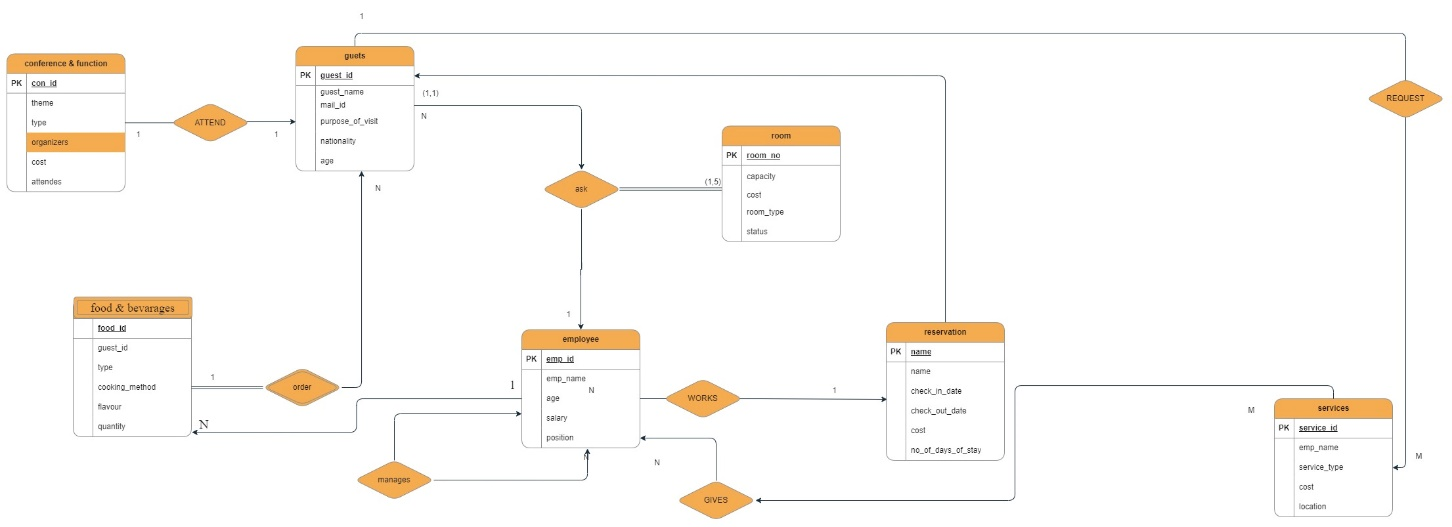 1
conference & function
PK con_id
theme
type
organizers
cost
attendes
1
ATTEND
1
guets
PK guest_id
guest_name
mail_id
purpose_of_visit
nationality
age
(1,1)
N
N
ask
(1,5)
room
PK room_no
capacity
cost
room_type
status
REQUEST
food & bevarages
food_id
guest_id
type
cooking_method
flavour
quantity
1
order
N
1
1
employee
PK emp_id
emp_name
age
salary
position
N
N
manages
WORKS
1
reservation
PK name
name
check_in_date
check_out_date
cost
no_of_days_of_stay
N
GIVES
M
services
PK service_id
emp_name
service_type
cost
location
M